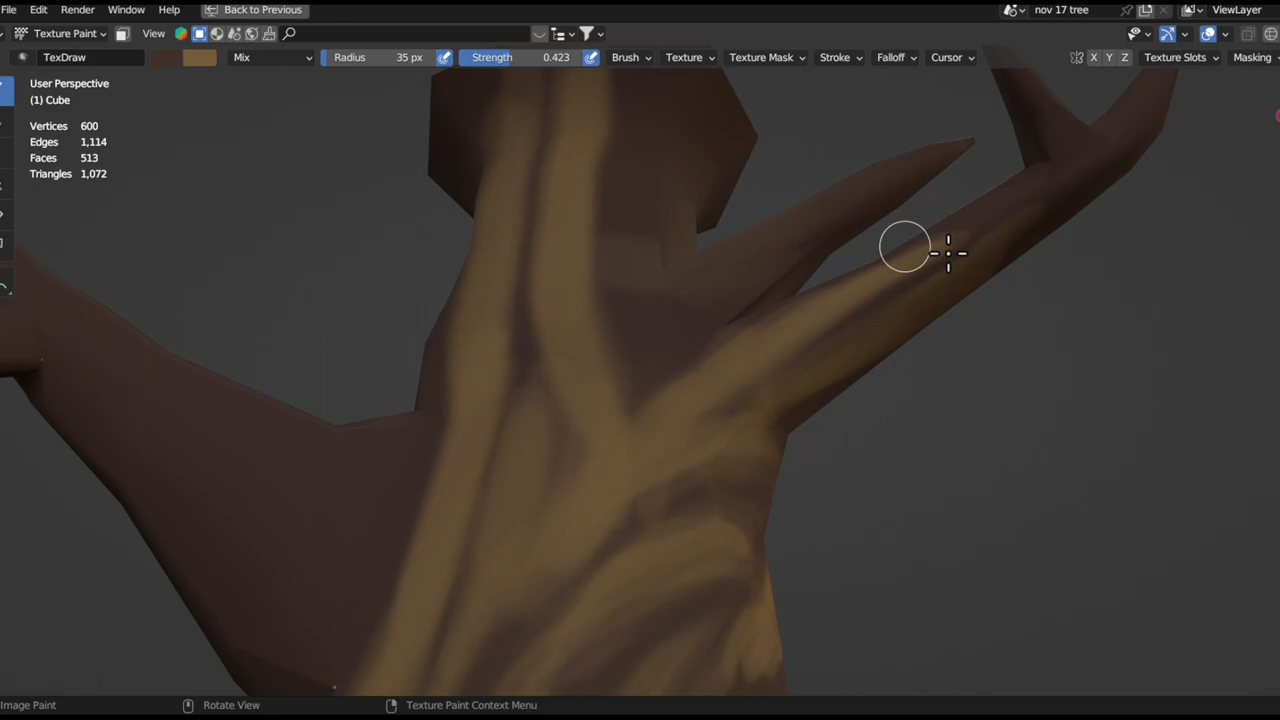 File Edit Render Window Help Back to Previous nov 17 tree ViewLayer
Texture Paint View
TexDraw Mix Radius 35 px Strength 0.423 Brush Texture Texture Mask Stroke Falloff Cursor X Y Z Texture Slots Masking
User Perspective
(1) Cube
Vertices 600
Edges 1,114
Faces 513
Triangles 1,072
Image Paint Rotate View Texture Paint Context Menu